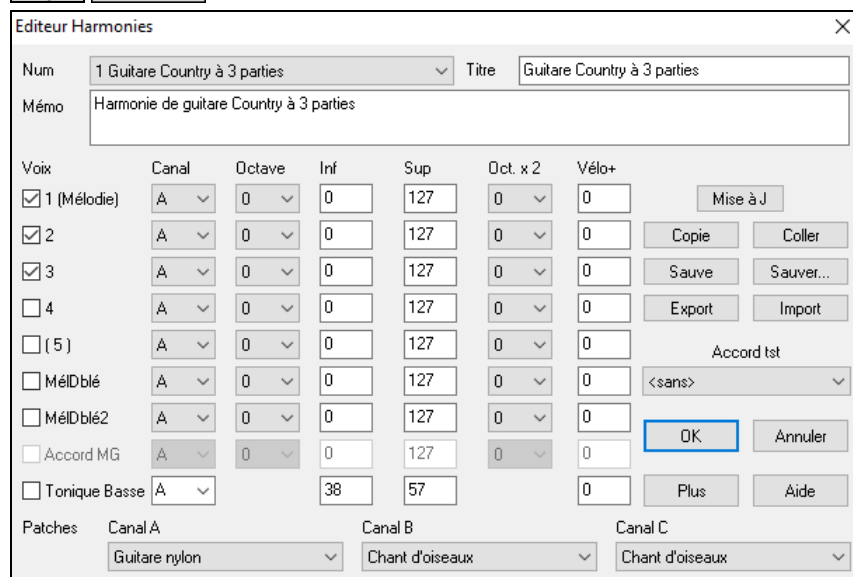 Editeur Harmonies
Num 1 Guitare Country à 3 parties Titre Guitare Country à 3 parties
Mémo Harmonie de guitare Country à 3 parties
Voix Canal Octave Inf Sup Oct. x 2 Vélo+
1 (Mélodie) A 0 0 127 0 0 Mise à J
2 A 0 0 127 0 0 Copie Coller
3 A 0 0 127 0 0 Sauve Sauver...
4 A 0 0 127 0 0 Export Import
( 5 ) A 0 0 127 0 0 Accord tst
MélDblé A 0 0 127 0 0 <sans>
MélDblé2 A 0 0 127 0 0 OK Annuler
Accord MG A 0 0 127 0 0
Tonique Basse A 38 57 0 Plus Aide
Patches Canal A Canal B Canal C
Guitare nylon Chant d'oiseaux Chant d'oiseaux